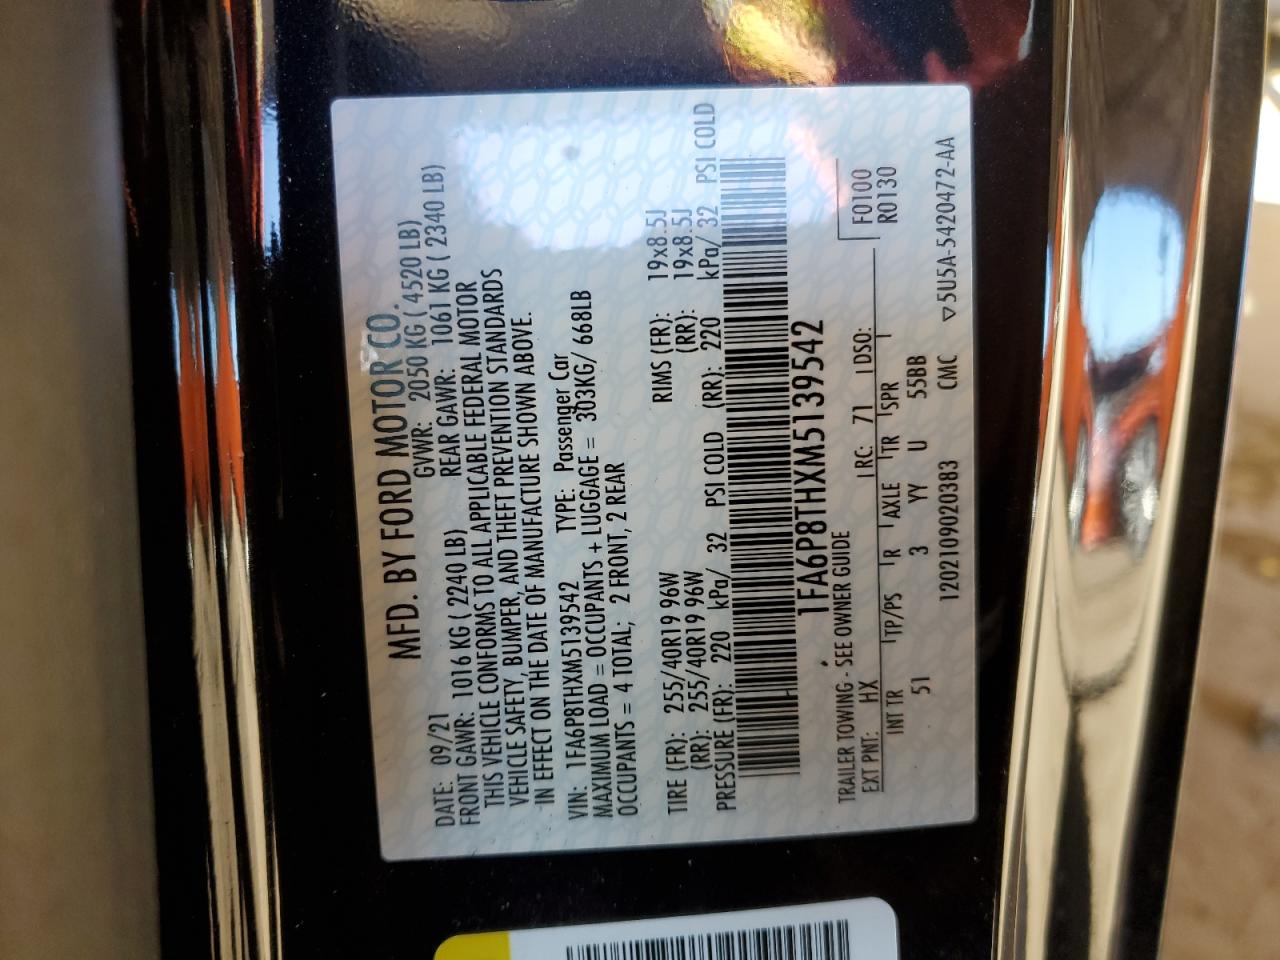 MFD. BY FORD MOTOR CO.
DATE: 09/21 GVWR: 2050 KG ( 4520 LB)
FRONT GAWR: 1016 KG ( 2240 LB) REAR GAWR: 1061 KG ( 2340 LB)
THIS VEHICLE CONFORMS TO ALL APPLICABLE FEDERAL MOTOR
VEHICLE SAFETY, BUMPER, AND THEFT PREVENTION STANDARDS
IN EFFECT ON THE DATE OF MANUFACTURE SHOWN ABOVE.
VIN: 1FA6P8THXM5139542 TYPE: Passenger Car
MAXIMUM LOAD = OCCUPANTS + LUGGAGE = 303KG/ 668LB
OCCUPANTS = 4 TOTAL; 2 FRONT, 2 REAR
TIRE (FR): 255/40R19 96W RIMS (FR): 19x8.5J
(RR): 255/40R19 96W (RR): 19x8.5J
PRESSURE (FR): 220 kPa/ 32 PSI COLD (RR): 220 kPa/ 32 PSI COLD
1FA6P8THXM5139542
TRAILER TOWING - SEE OWNER GUIDE F0100
EXT PNT: HX RC: 71 DSO: R0130
INT TR TP/PS R AXLE TR SPR
51 3 YY U 55BB
120210920383 CMC ▽5U5A-5420472-AA